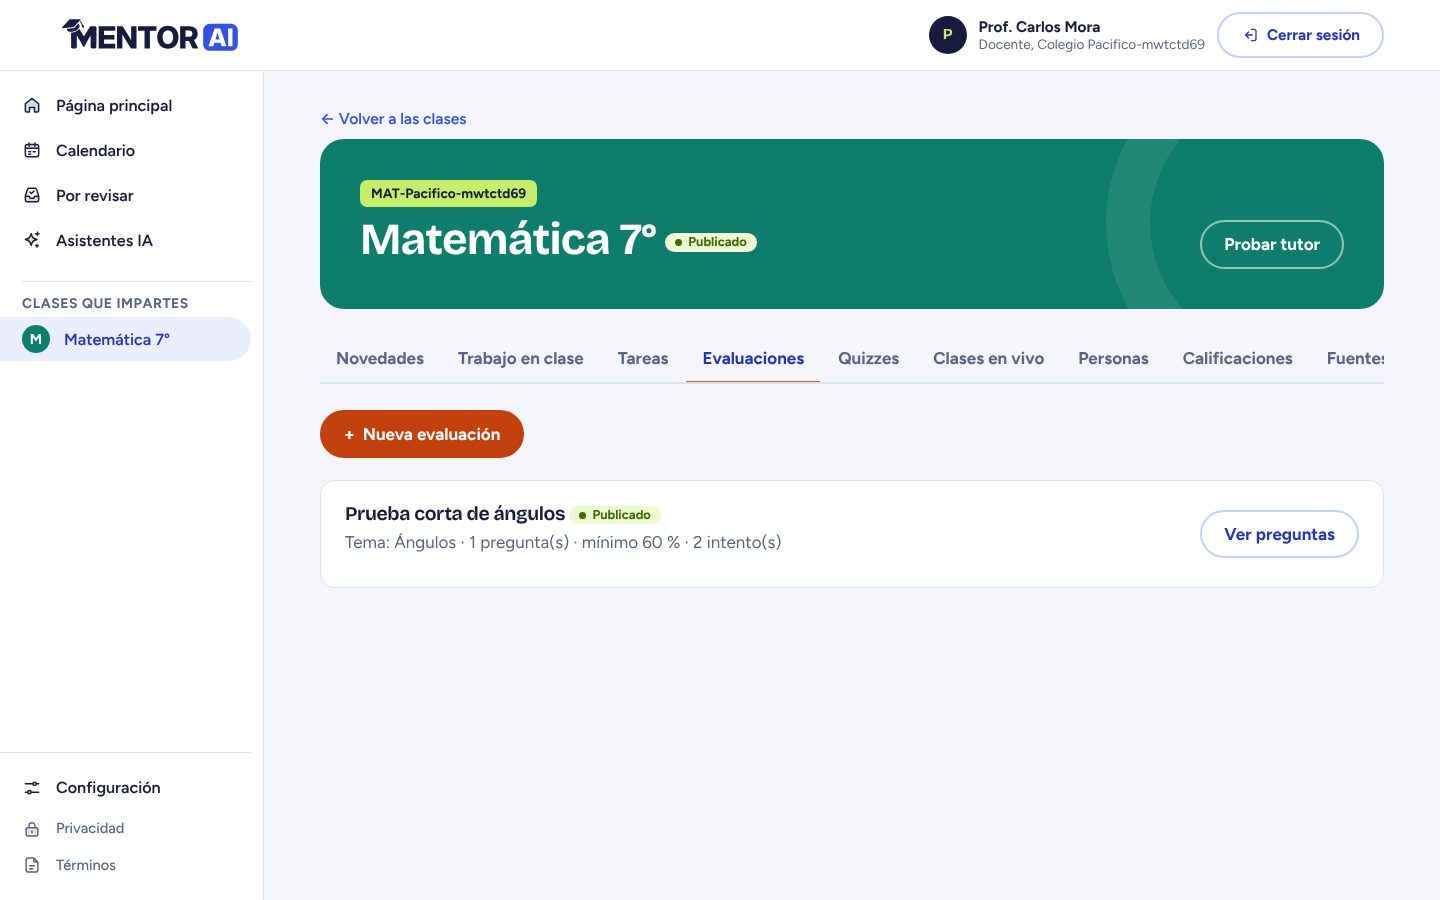 MENTOR AI
P
Prof. Carlos Mora
Docente, Colegio Pacifico-mwtctd69
Cerrar sesión
Página principal
Calendario
Por revisar
Asistentes IA
CLASES QUE IMPARTES
M Matemática 7°
Configuración
Privacidad
Términos
← Volver a las clases
MAT-Pacifico-mwtctd69
Matemática 7° Publicado
Probar tutor
Novedades Trabajo en clase Tareas Evaluaciones Quizzes Clases en vivo Personas Calificaciones Fuentes
+ Nueva evaluación
Prueba corta de ángulos Publicado
Tema: Ángulos · 1 pregunta(s) · mínimo 60 % · 2 intento(s)
Ver preguntas